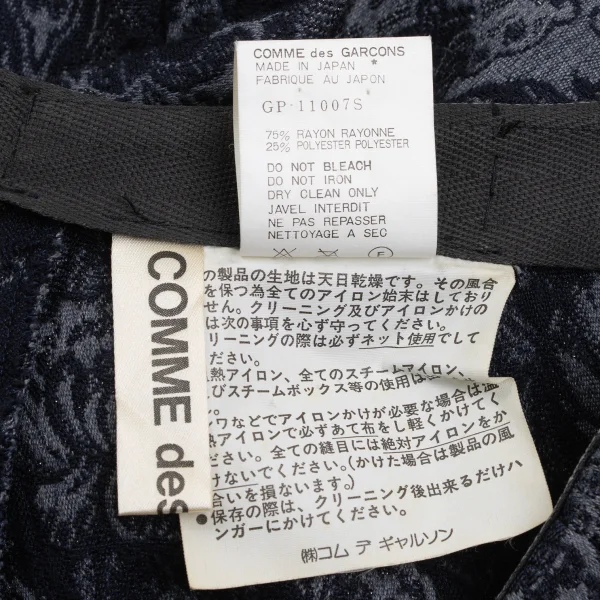 COMME des GARCONS
MADE IN JAPAN
FABRIQUE AU JAPON
GP-11007S
75% RAYON RAYONNE
25% POLYESTER POLYESTER
DO NOT BLEACH
DO NOT IRON
DRY CLEAN ONLY
JAVEL INTERDIT
NE PAS REPASSER
NETTOYAGE A SEC
COMME des
の製品の生地は天日乾燥です。その風合
を保つ為全てのアイロン始末はしており
せん。クリーニング及びアイロンかけの
は次の事項を必ず守ってください。
リーニングの際は必ずネット使用でして
ださい。
熱アイロン、全てのスチームアイロン、
びスチームボックス等の使用は
さい。
ワなどでアイロンかけが必要な場合は
熱アイロンで必ずあて布をし軽くかけてく
ださい。全ての縫目には絶対アイロンをか
けないでください。(かけた場合は製品の風
合いを損ないます。)
●保存の際は、クリーニング後出来るだけハ
ンガーにかけてください。
㈱コム デ ギャルソン